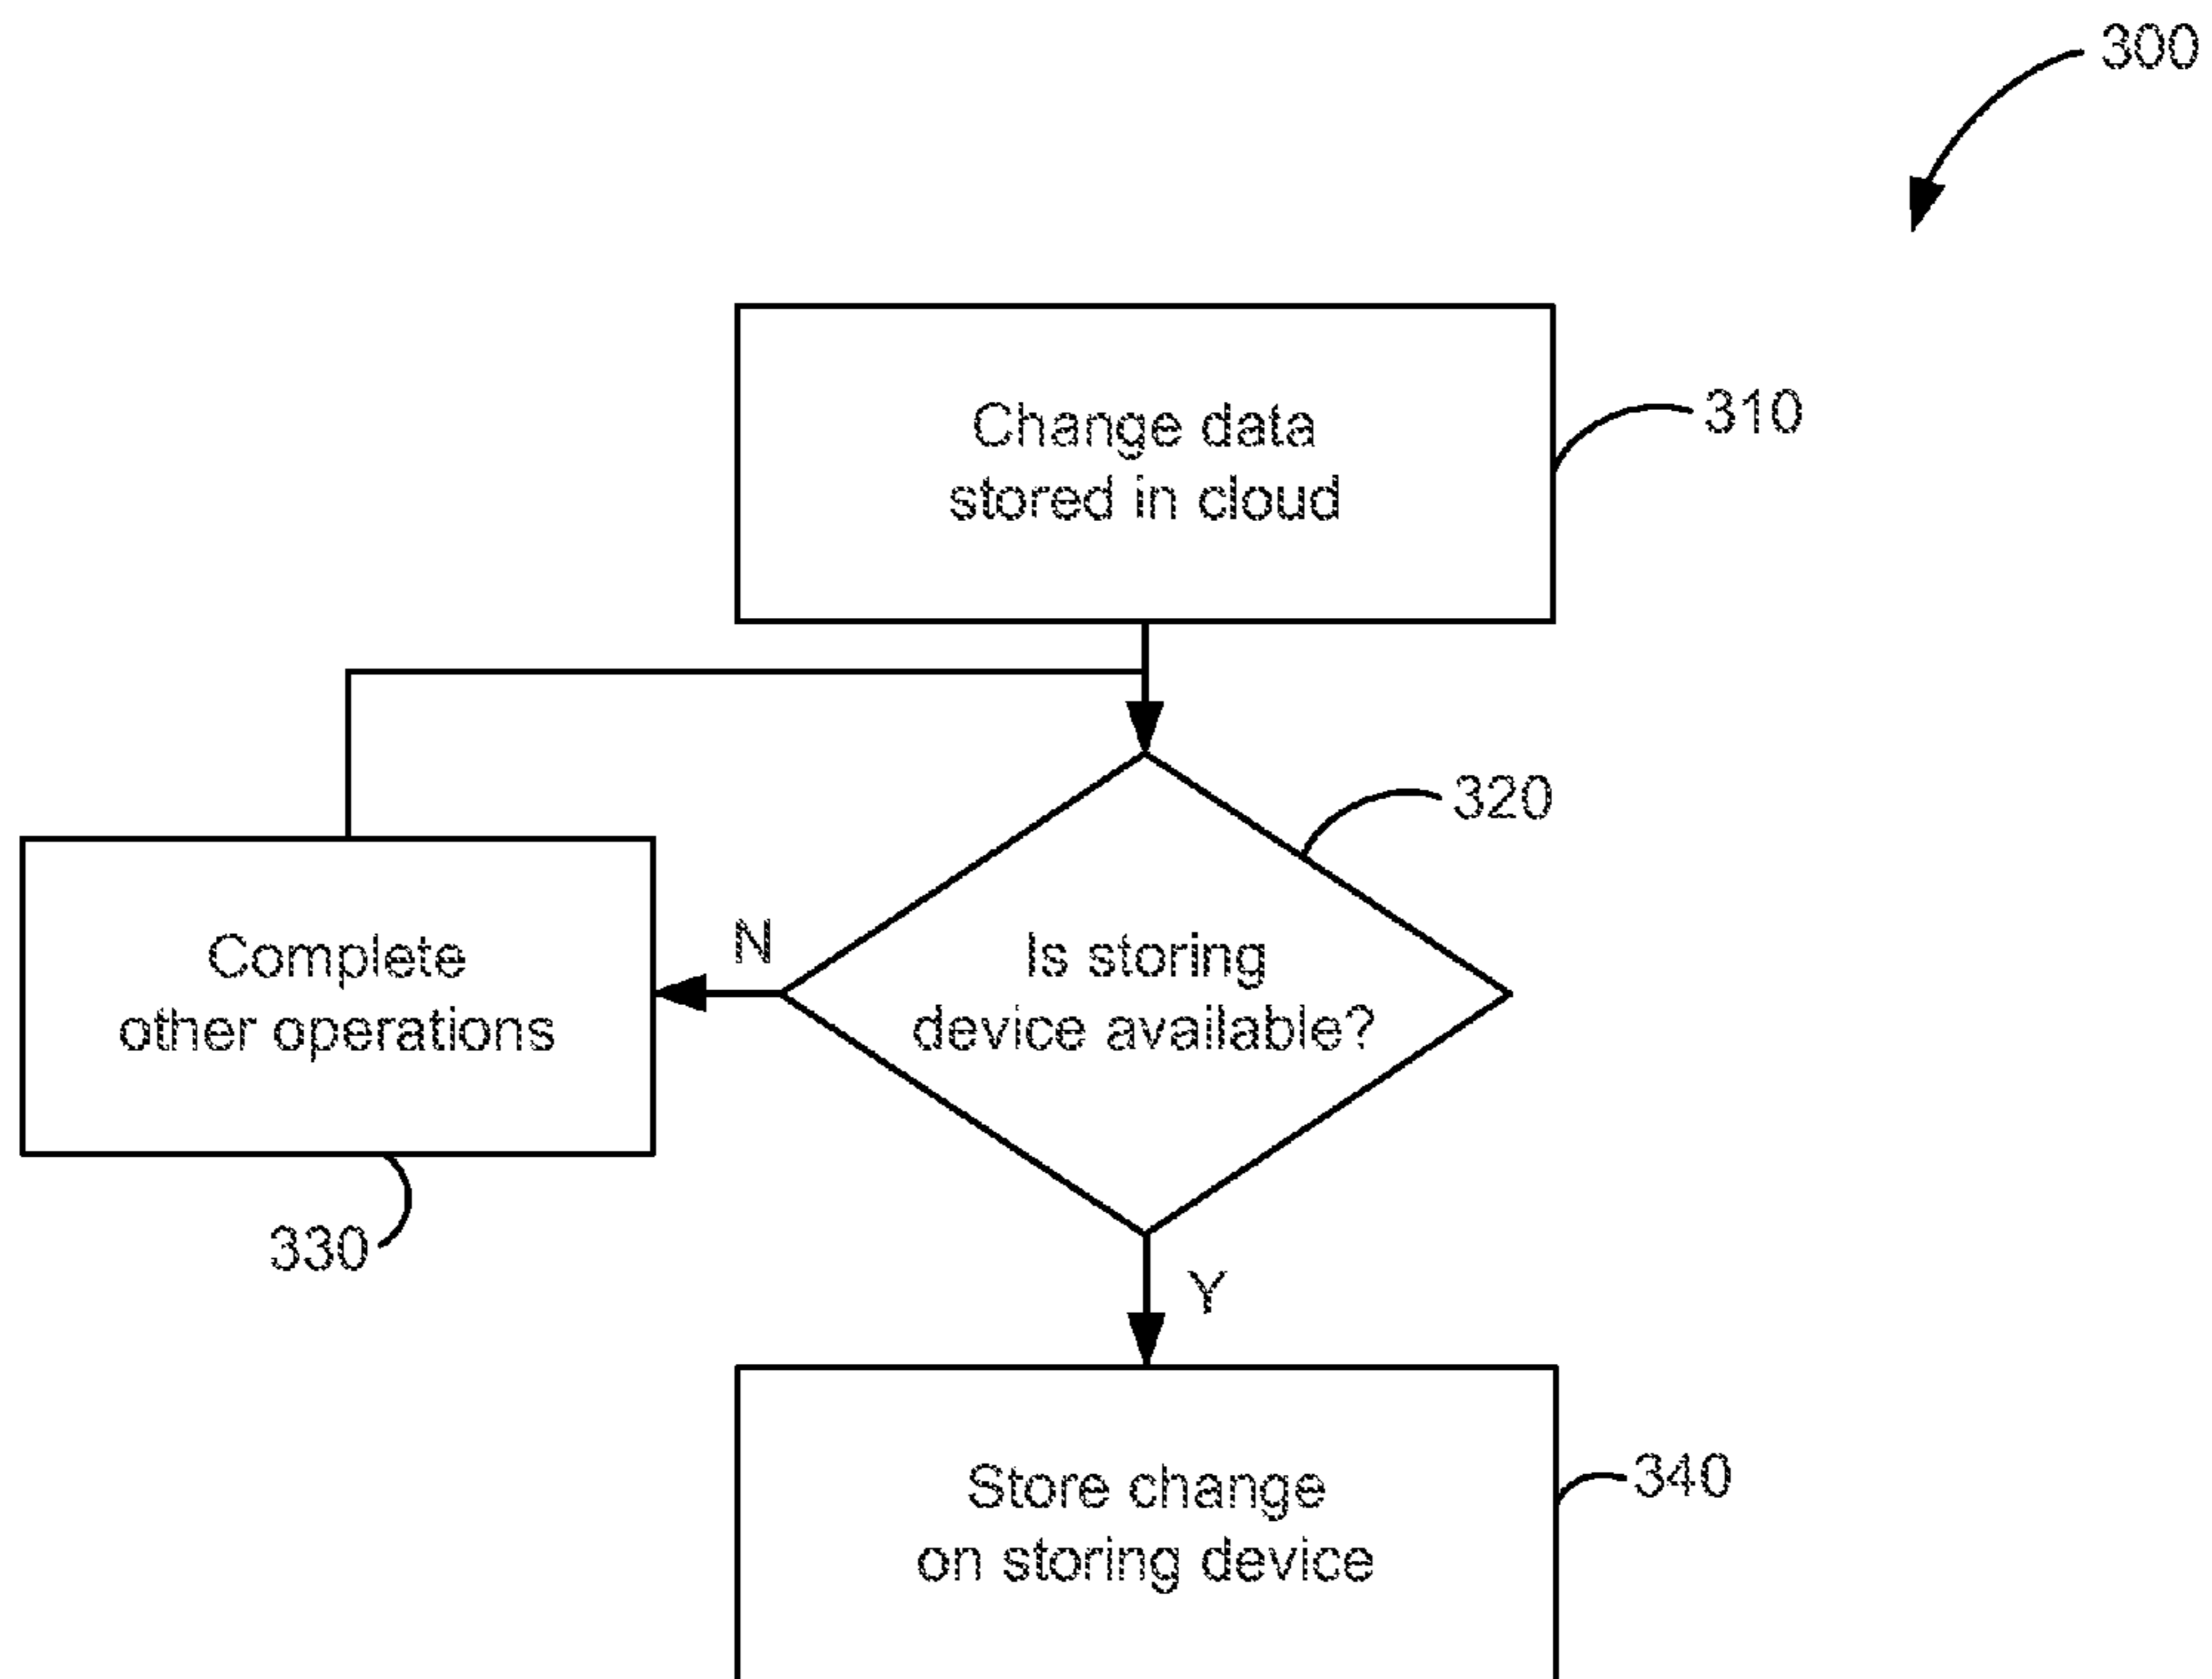 300
Change data
stored in cloud
310
320
Is storing
device available?
N
Complete
other operations
330
Y
Store change
on storing device
340